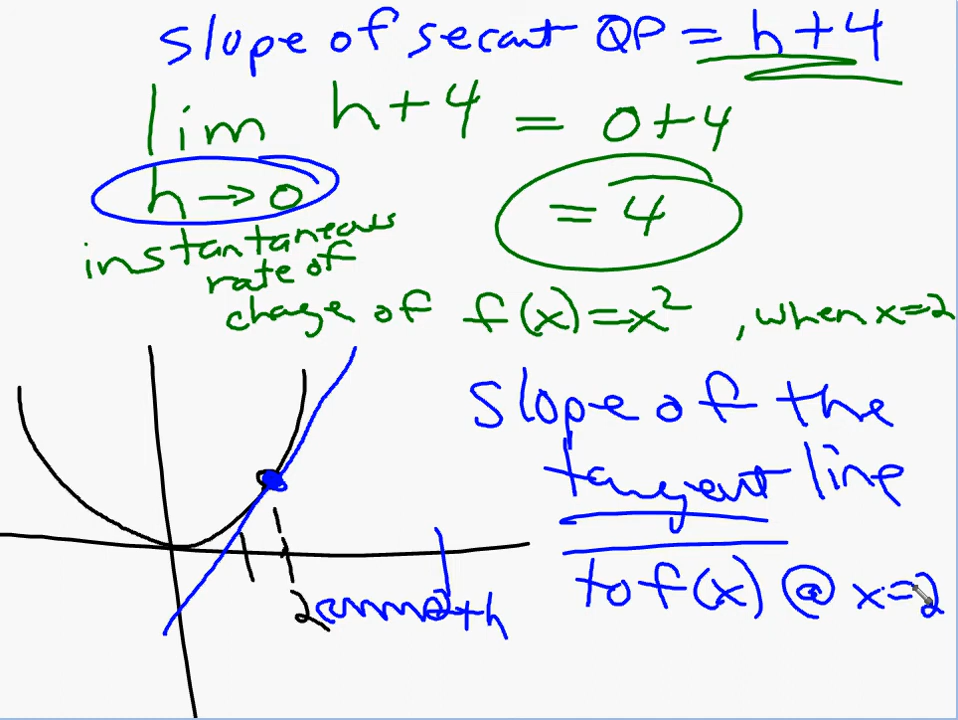 slope of secant QP = h+4
lim h+4 = 0+4
h→0 = 4
instantaneous
rate of
change of f(x)=x² , when x=2
slope of the
tangent line
to f(x) @ x=2
2 2+h